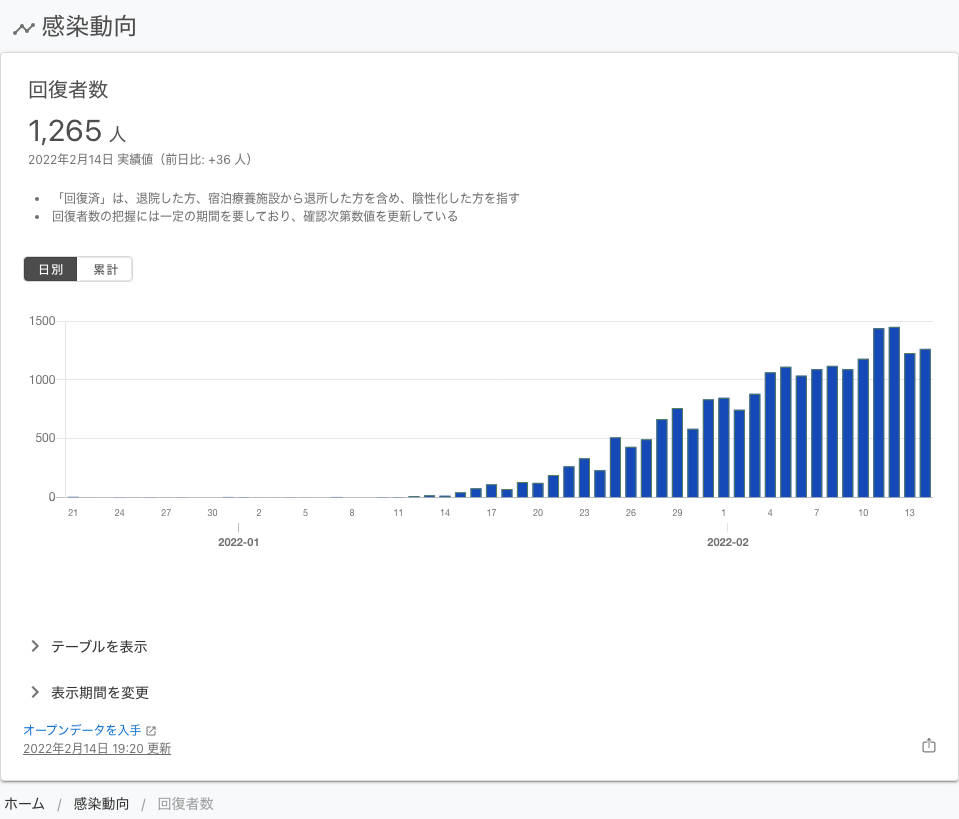 感染動向
回復者数
1,265 人
2022年2月14日 実績値（前日比: +36 人）
「回復済」は、退院した方、宿泊療養施設から退所した方を含め、陰性化した方を指す
回復者数の把握には一定の期間を要しており、確認次第数値を更新している
日別 累計
1500
1000
500
0
21 24 27 30 2 5 8 11 14 17 20 23 26 29 1 4 7 10 13
2022-01 2022-02
テーブルを表示
表示期間を変更
オープンデータを入手
2022年2月14日 19:20 更新
ホーム / 感染動向 / 回復者数